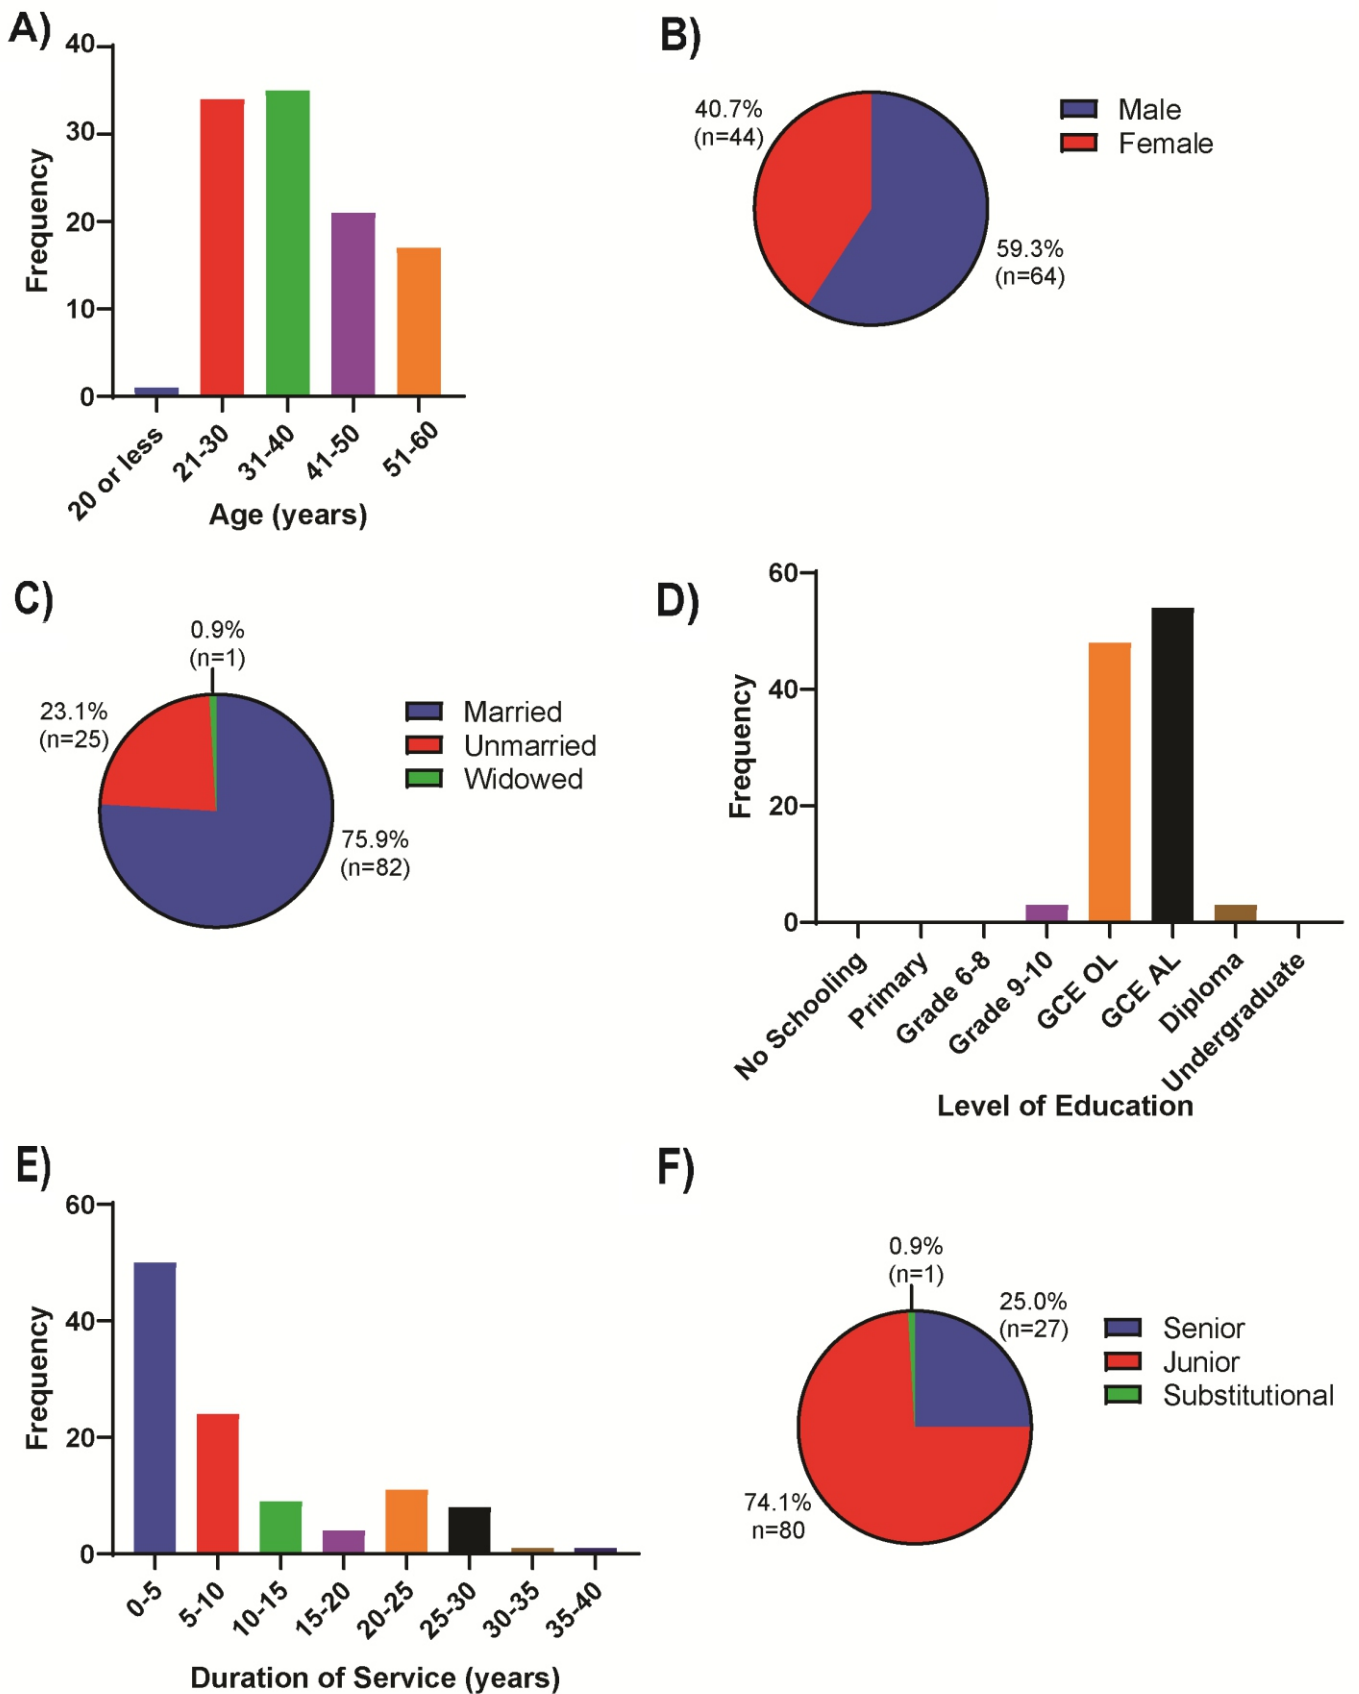 A)
40
30
20
10
0
Frequency
20 or less
21-30
31-40
41-50
51-60
Age (years)
B)
40.7%
(n=44)
59.3%
(n=64)
Male
Female
C)
0.9%
(n=1)
23.1%
(n=25)
75.9%
(n=82)
Married
Unmarried
Widowed
D)
60
40
20
0
Frequency
No Schooling
Primary
Grade 6-8
Grade 9-10
GCE OL
GCE AL
Diploma
Undergraduate
Level of Education
E)
60
40
20
0
Frequency
0-5
5-10
10-15
15-20
20-25
25-30
30-35
35-40
Duration of Service (years)
F)
0.9%
(n=1)
25.0%
(n=27)
74.1%
n=80
Senior
Junior
Substitutional